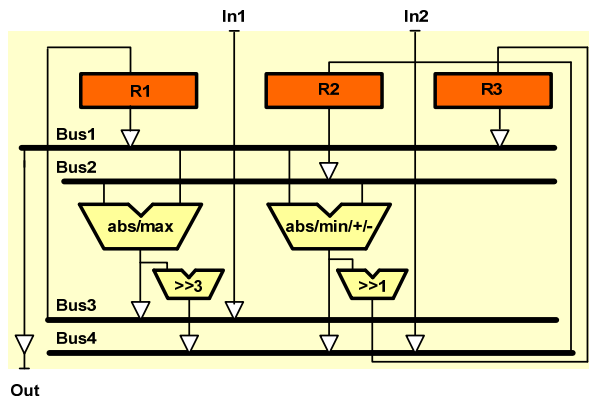 In1 In2
R1 R2 R3
Bus1
Bus2
abs/max abs/min/+/-
>>3 >>1
Bus3
Bus4
Out